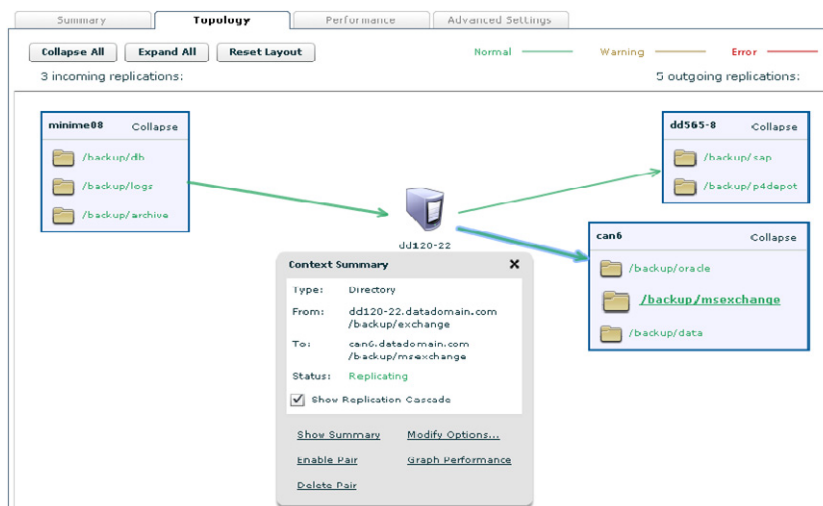 Summary Topology Performance Advanced Settings
Collapse All Expand All Reset Layout Normal Warning Error
3 incoming replications: 5 outgoing replications:
minime08 Collapse
/backup/db
/backup/logs
/backup/archive
dd120-22
dd565-8 Collapse
/backup/sap
/backup/p4depot
can6 Collapse
/backup/oracle
/backup/msexchange
/backup/data
Context Summary
Type: Directory
From: dd120-22.datadomain.com
/backup/exchange
To: can6.datadomain.com
/backup/msexchange
Status: Replicating
Show Replication Cascade
Show Summary Modify Options...
Enable Pair Graph Performance
Delete Pair